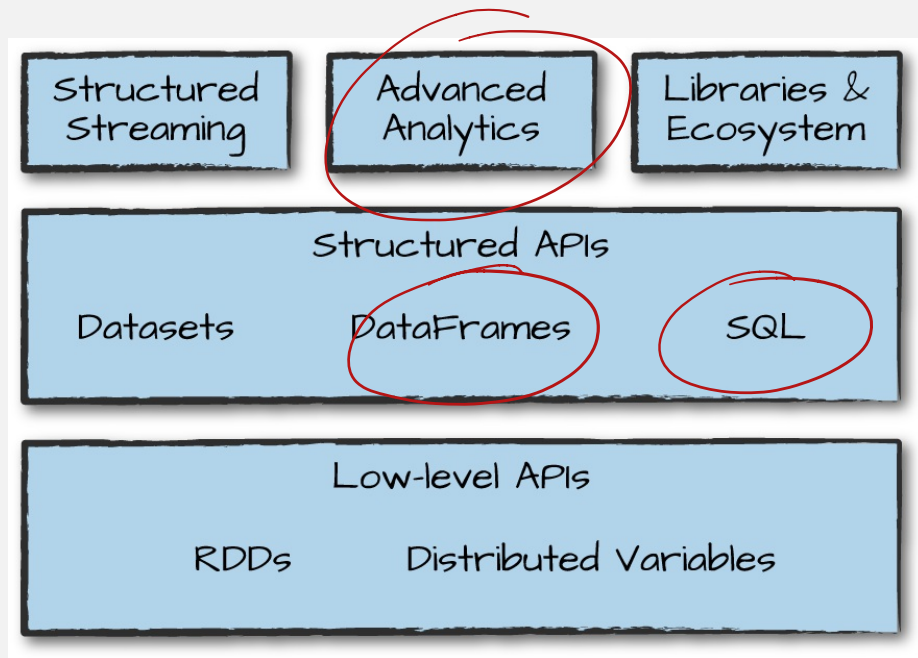 Structured
Streaming
Advanced
Analytics
Libraries &
Ecosystem
Structured APIs
Datasets DataFrames SQL
Low-level APIs
RDDs Distributed Variables